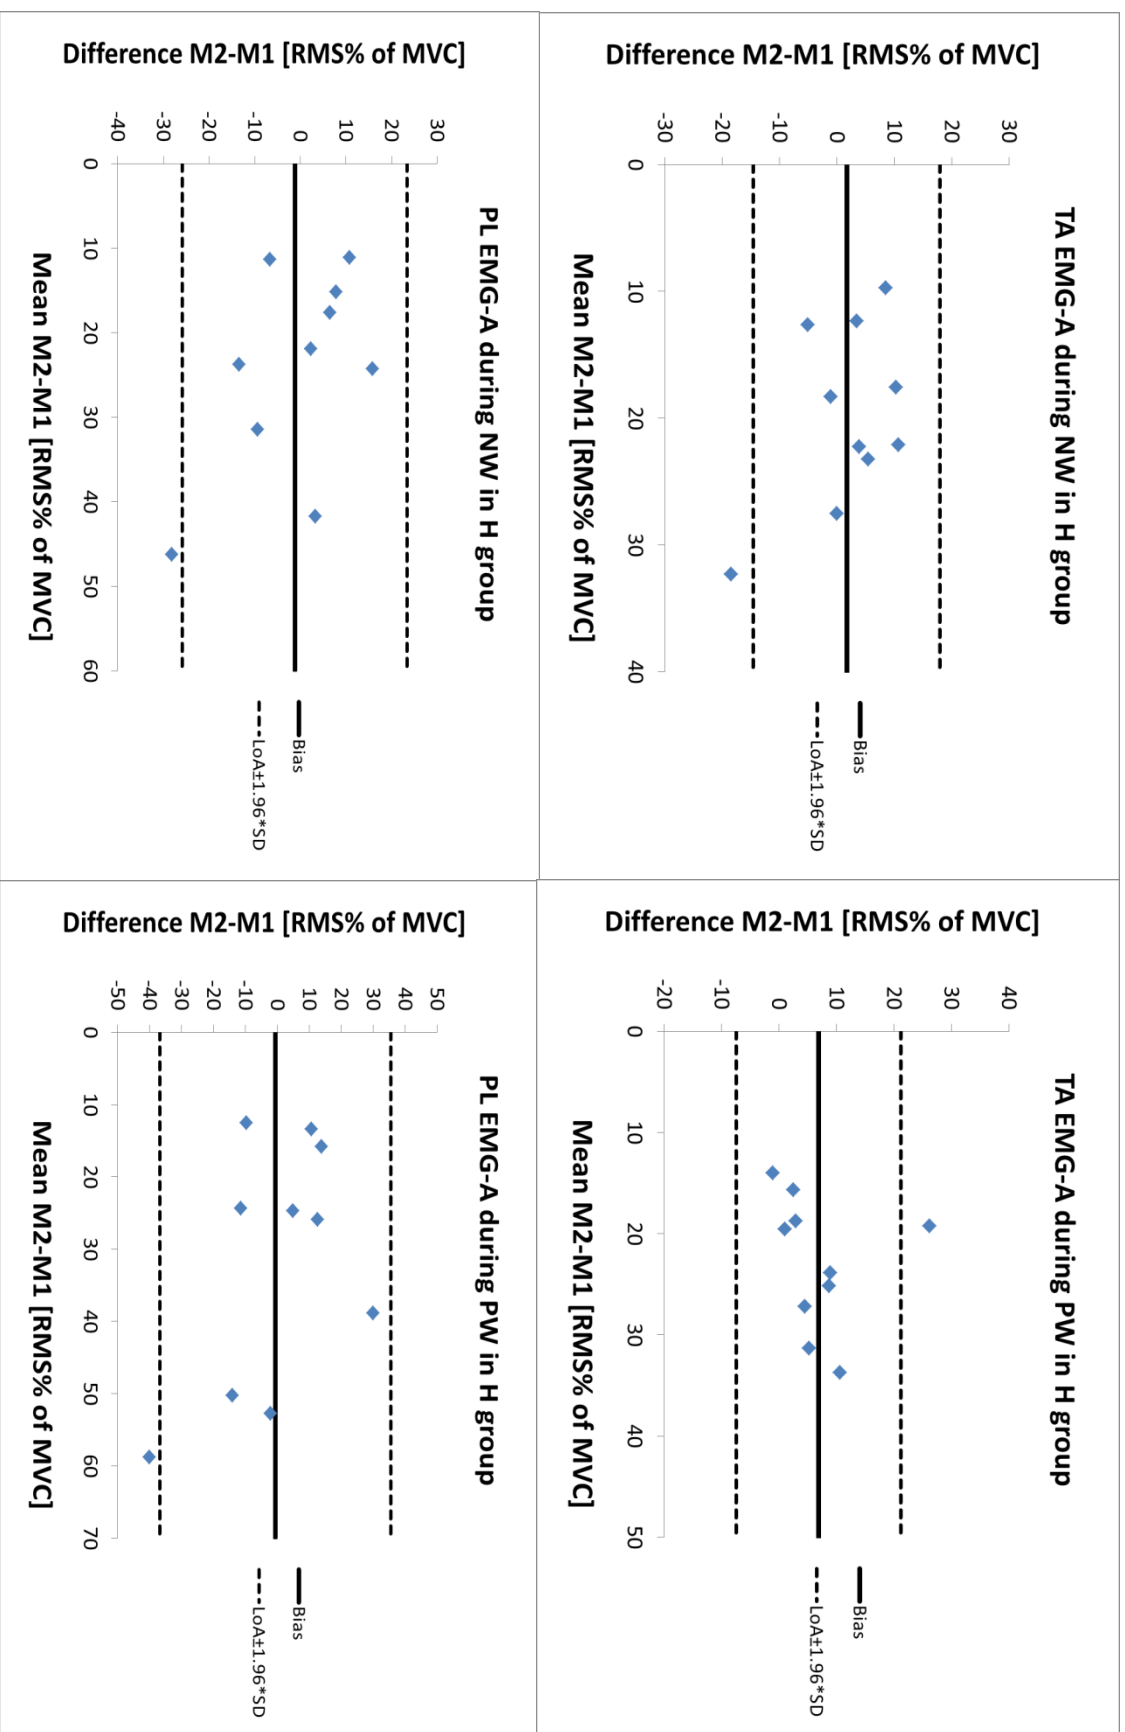 TA EMG-A during NW in H group
Difference M2-M1 [RMS% of MVC]
30
20
10
0
-10
-20
-30
0
10
20
30
40
Mean M2-M1 [RMS% of MVC]
Bias
LoA±1.96*SD
TA EMG-A during PW in H group
Difference M2-M1 [RMS% of MVC]
40
30
20
10
0
-10
-20
0
10
20
30
40
50
Mean M2-M1 [RMS% of MVC]
Bias
LoA±1.96*SD
PL EMG-A during NW in H group
Difference M2-M1 [RMS% of MVC]
30
20
10
0
-10
-20
-30
-40
0
10
20
30
40
50
60
Mean M2-M1 [RMS% of MVC]
Bias
LoA±1.96*SD
PL EMG-A during PW in H group
Difference M2-M1 [RMS% of MVC]
50
40
30
20
10
0
-10
-20
-30
-40
-50
0
10
20
30
40
50
60
70
Mean M2-M1 [RMS% of MVC]
Bias
LoA±1.96*SD